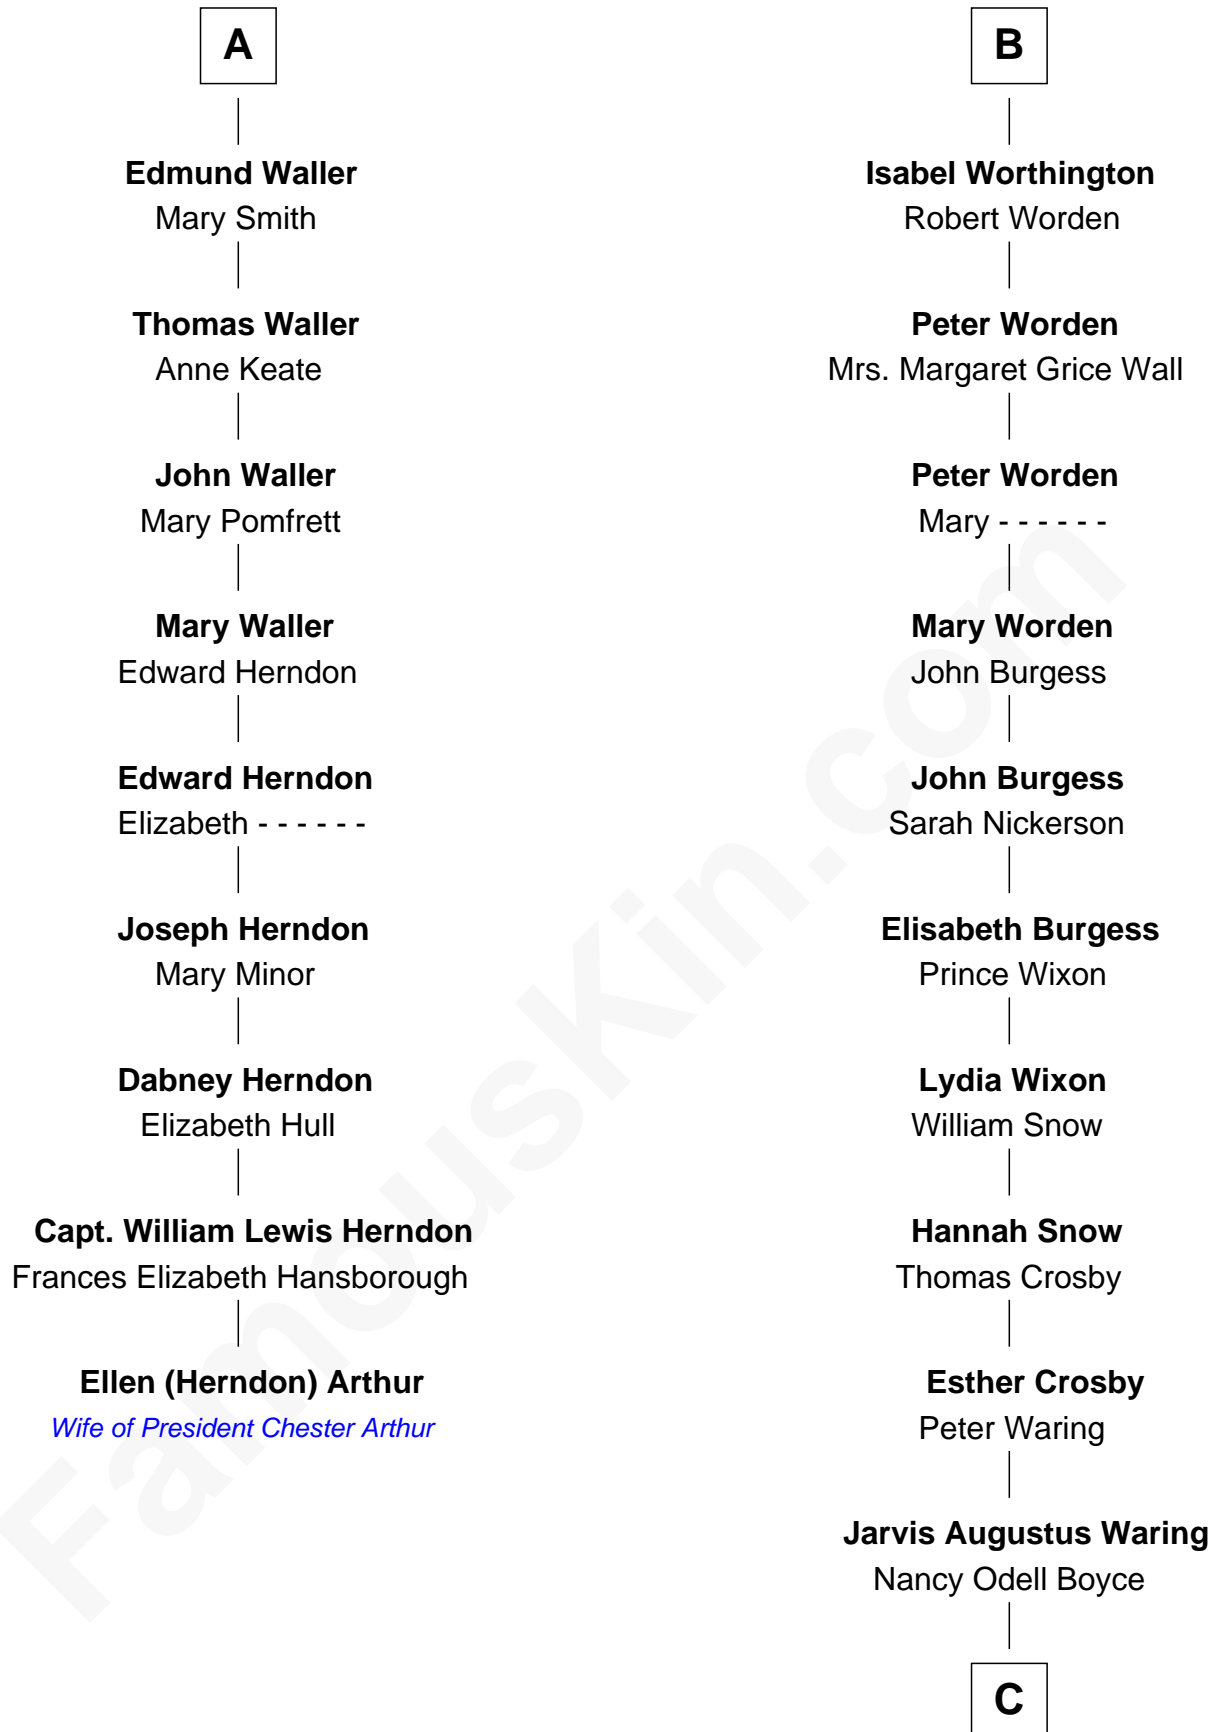 A
Edmund Waller
Mary Smith
Thomas Waller
Anne Keate
John Waller
Mary Pomfrett
Mary Waller
Edward Herndon
Edward Herndon
Elizabeth - - - - - -
Joseph Herndon
Mary Minor
Dabney Herndon
Elizabeth Hull
Capt. William Lewis Herndon
Frances Elizabeth Hansborough
Ellen (Herndon) Arthur
Wife of President Chester Arthur
B
Isabel Worthington
Robert Worden
Peter Worden
Mrs. Margaret Grice Wall
Peter Worden
Mary - - - - - -
Mary Worden
John Burgess
John Burgess
Sarah Nickerson
Elisabeth Burgess
Prince Wixon
Lydia Wixon
William Snow
Hannah Snow
Thomas Crosby
Esther Crosby
Peter Waring
Jarvis Augustus Waring
Nancy Odell Boyce
C
FamousKin.com